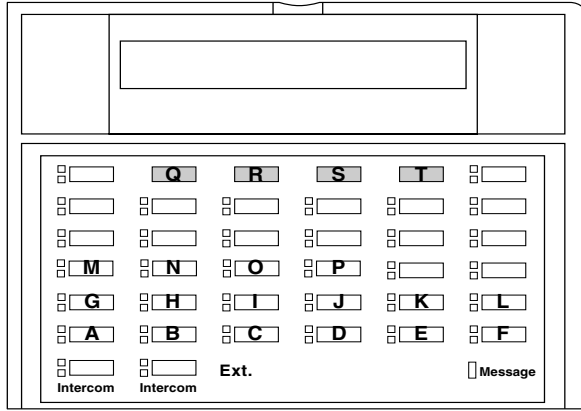 Q R S T
M N O P
G H I J K L
A B C D E F
Ext.
Message
Intercom Intercom